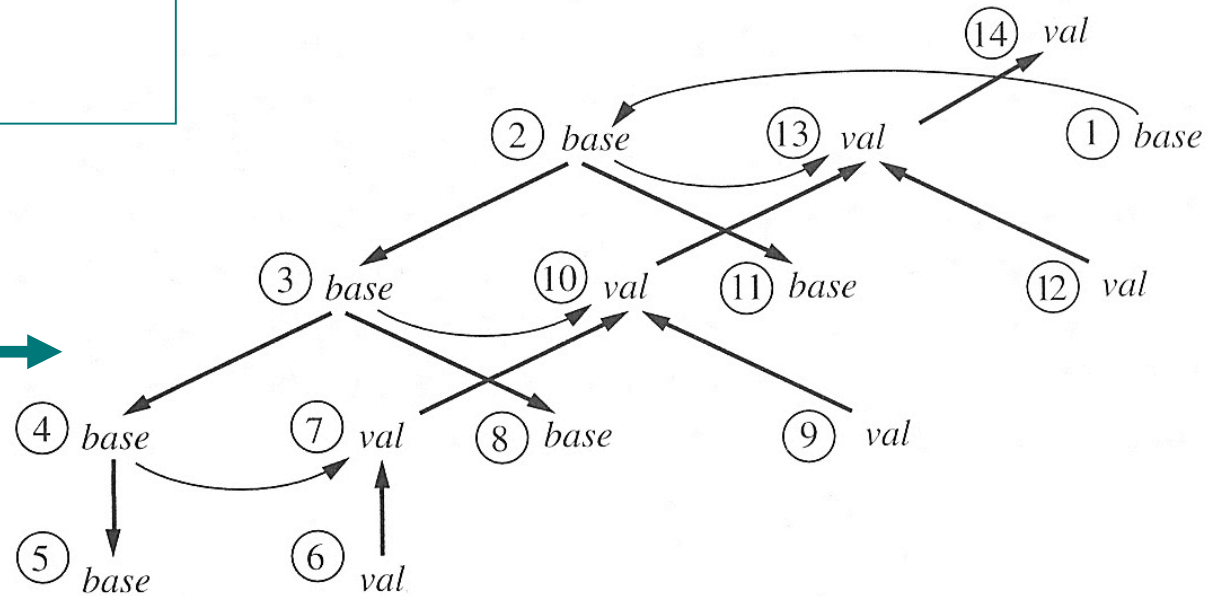 14 val
2 base 13 val 1 base
3 base 10 val 11 base 12 val
4 base 7 val 8 base 9 val
5 base 6 val